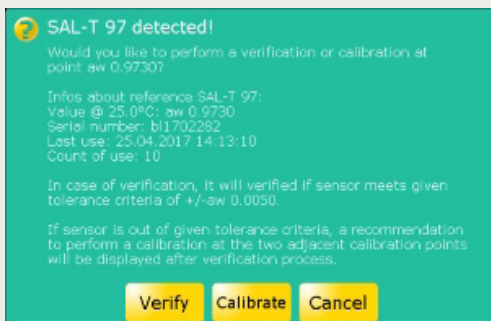 SAL-T 97 detected!
Would you like to perform a verification or calibration at
point aw 0.9730?
Infos about reference SAL-T 97:
Value @ 25.0°C: aw 0.9730
Serial number: bl1702282
Last use: 25.04.2017 14:13:10
Count of use: 10
In case of verification, it will verified if sensor meets given
tolerance criteria of +/-aw 0.0050.
If sensor is out of given tolerance criteria, a recommendation
to perform a calibration at the two adjacent calibration points
will be displayed after verification process.
Verify Calibrate Cancel